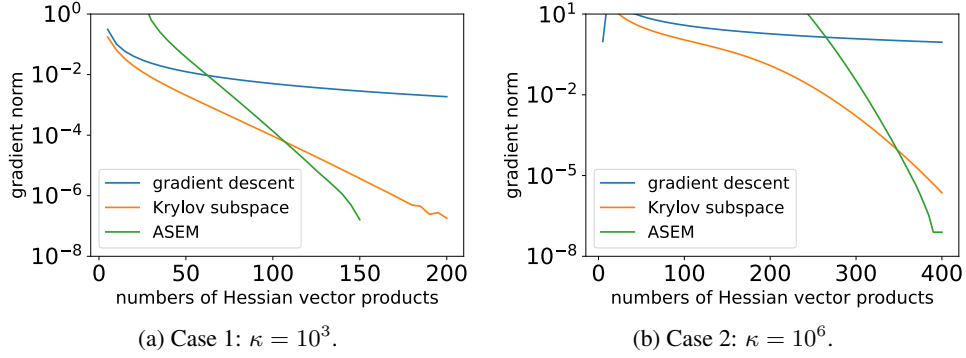 10^0
10^-2
10^-4
10^-6
10^-8
gradient norm
gradient descent
Krylov subspace
ASEM
0 50 100 150 200
numbers of Hessian vector products
(a) Case 1: κ = 10^3.
10^1
10^-2
10^-5
10^-8
gradient norm
gradient descent
Krylov subspace
ASEM
0 100 200 300 400
numbers of Hessian vector products
(b) Case 2: κ = 10^6.